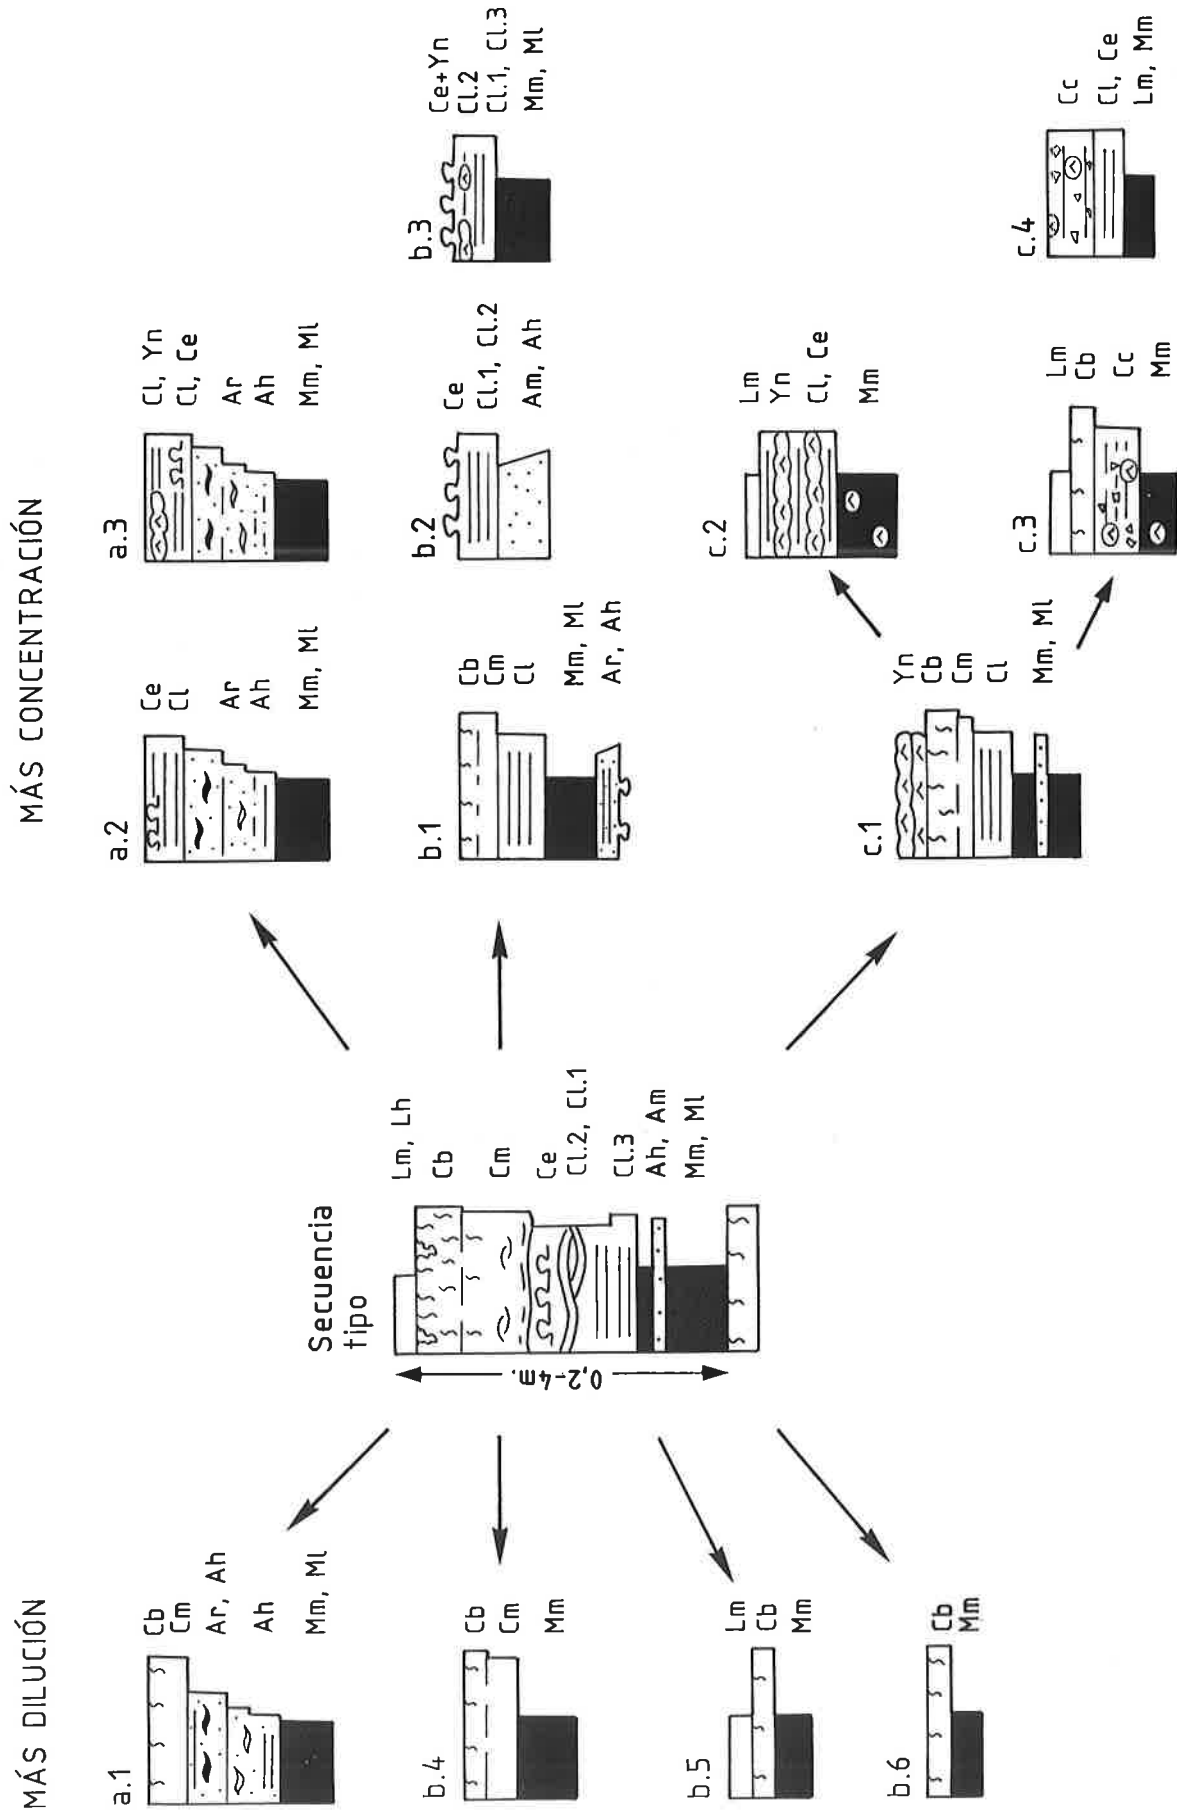 MÁS DILUCIÓN
MÁS CONCENTRACIÓN
a.1
Cb
Cm
Ar, Ah
Ah
Mm, Ml
b.4
Cb
Cm
Mm
b.5
Lm
Cb
Mm
b.6
Cb
Mm
Secuencia
tipo
0,2-4m.
Lm, Lh
Cb
Cm
Ce
Cl.2, Cl.1
Cl.3
Ah, Am
Mm, Ml
a.2
Ce
Cl
Ar
Ah
Mm, Ml
a.3
Cl, Yn
Cl, Ce
Ar
Ah
Mm, Ml
b.1
Cb
Cm
Cl
Mm, Ml
Ar, Ah
b.2
Ce
Cl.1, Cl.2
Am, Ah
b.3
Ce+Yn
Cl.2
Cl.1, Cl.3
Mm, Ml
c.1
Yn
Cb
Cm
Cl
Mm, Ml
c.2
Lm
Yn
Cl, Ce
Mm
c.3
Lm
Cb
Cc
Mm
c.4
Cc
Cl, Ce
Lm, Mm